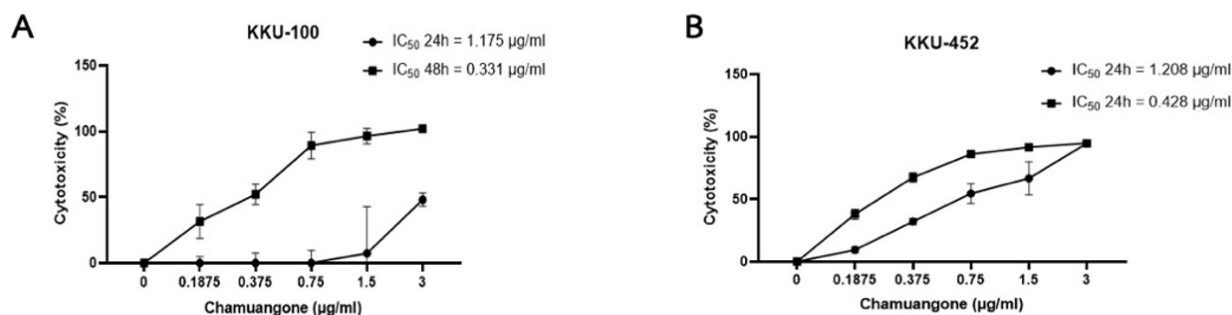 A
KKU-100
IC50 24h = 1.175 µg/ml
IC50 48h = 0.331 µg/ml
Cytotoxicity (%)
150
100
50
0
0 0.1875 0.375 0.75 1.5 3
Chamuangone (µg/ml)
B
KKU-452
IC50 24h = 1.208 µg/ml
IC50 24h = 0.428 µg/ml
Cytotoxicity (%)
150
100
50
0
0 0.1875 0.375 0.75 1.5 3
Chamuangone (µg/ml)